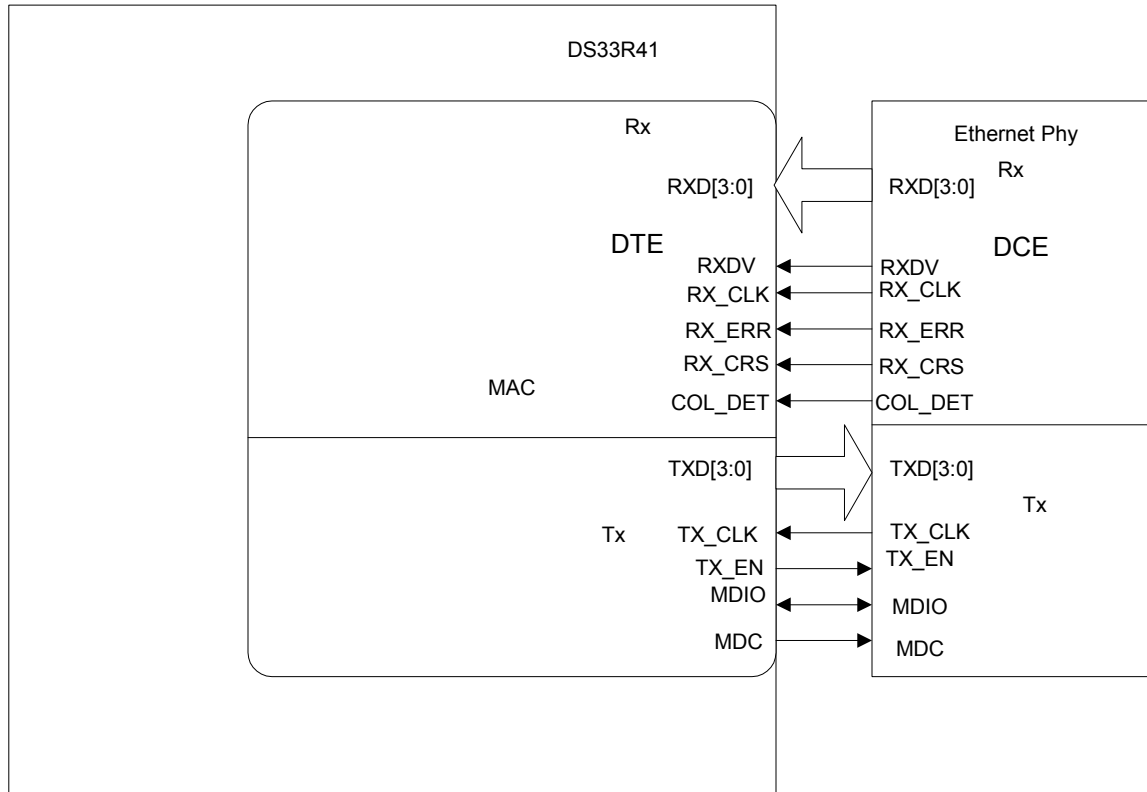 DS33R41
Rx
RXD[3:0]
DTE
RXDV
RX_CLK
RX_ERR
RX_CRS
MAC
COL_DET
TXD[3:0]
Tx
TX_CLK
TX_EN
MDIO
MDC
Ethernet Phy
Rx
RXD[3:0]
DCE
RXDV
RX_CLK
RX_ERR
RX_CRS
COL_DET
TXD[3:0]
Tx
TX_CLK
TX_EN
MDIO
MDC